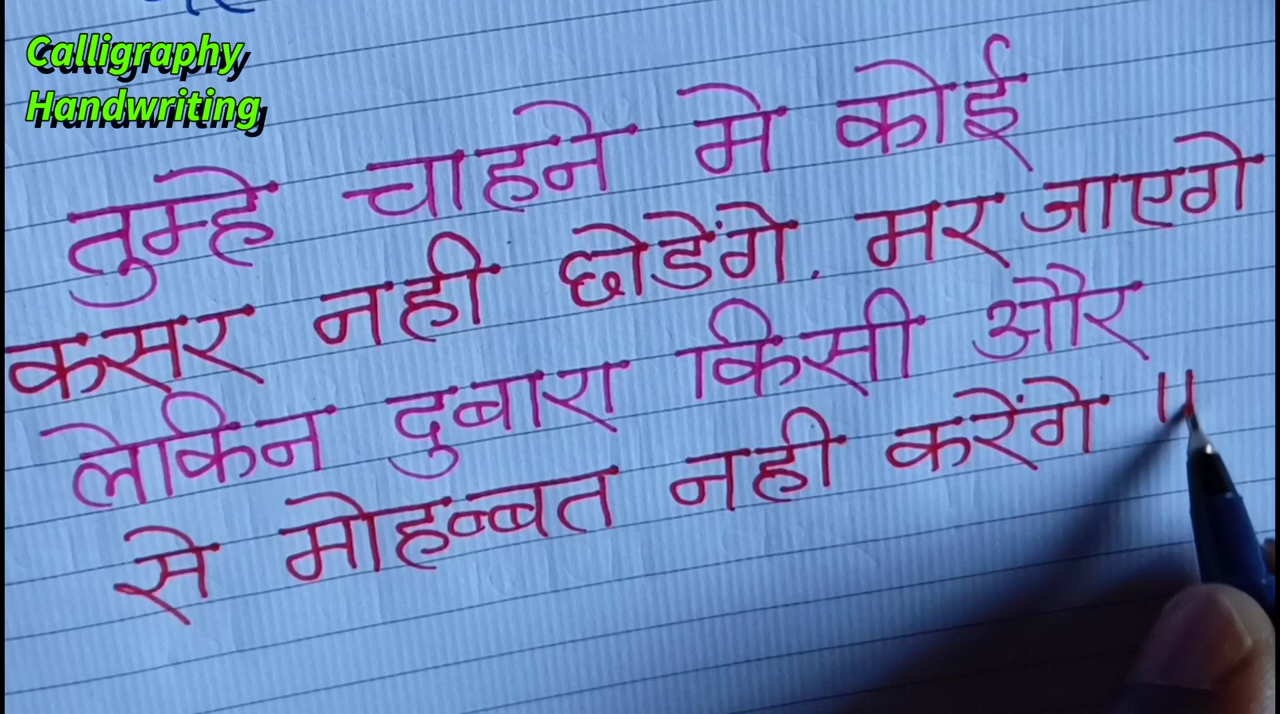 Calligraphy
Handwriting
तुम्हे चाहने मे कोई
कसर नही छोडेंगे. मर जाएगे
लेकिन दुबारा किसी और
से मोहब्बत नही करेंगे "